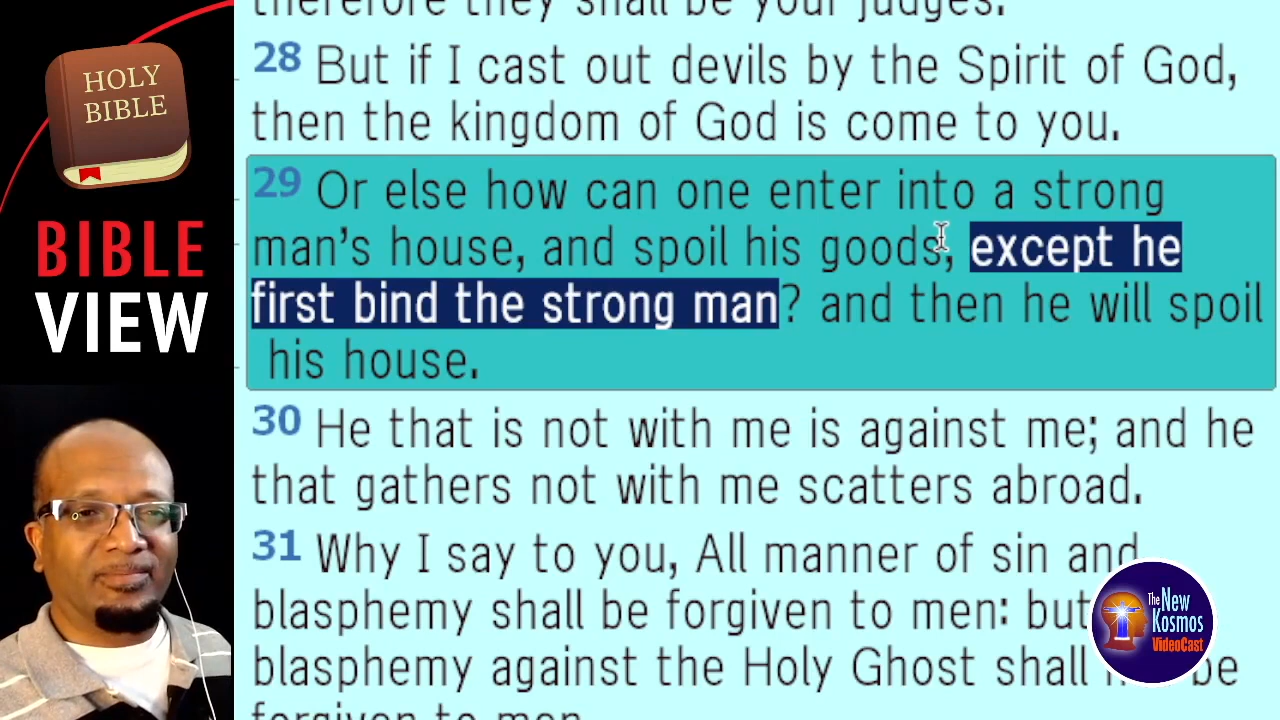 HOLY
BIBLE
BIBLE
VIEW
therefore they shall be your judges.
28 But if I cast out devils by the Spirit of God,
then the kingdom of God is come to you.
29 Or else how can one enter into a strong
man’s house, and spoil his goods, except he
first bind the strong man? and then he will spoil
his house.
30 He that is not with me is against me; and he
that gathers not with me scatters abroad.
31 Why I say to you, All manner of sin and
blasphemy shall be forgiven to men: but
blasphemy against the Holy Ghost shall be
forgiven to men.
The New
Kosmos
VideoCast